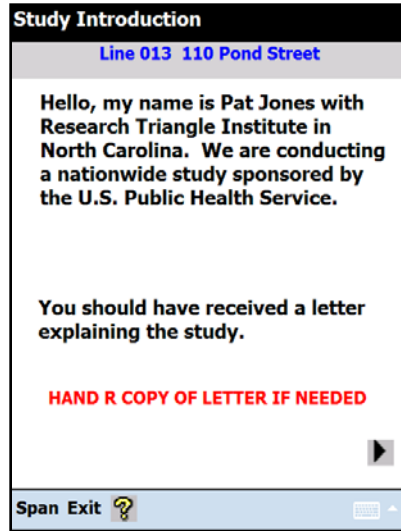 Study Introduction
Line 013 110 Pond Street
Hello, my name is Pat Jones with
Research Triangle Institute in
North Carolina. We are conducting
a nationwide study sponsored by
the U.S. Public Health Service.
You should have received a letter
explaining the study.
HAND R COPY OF LETTER IF NEEDED
Span Exit ?